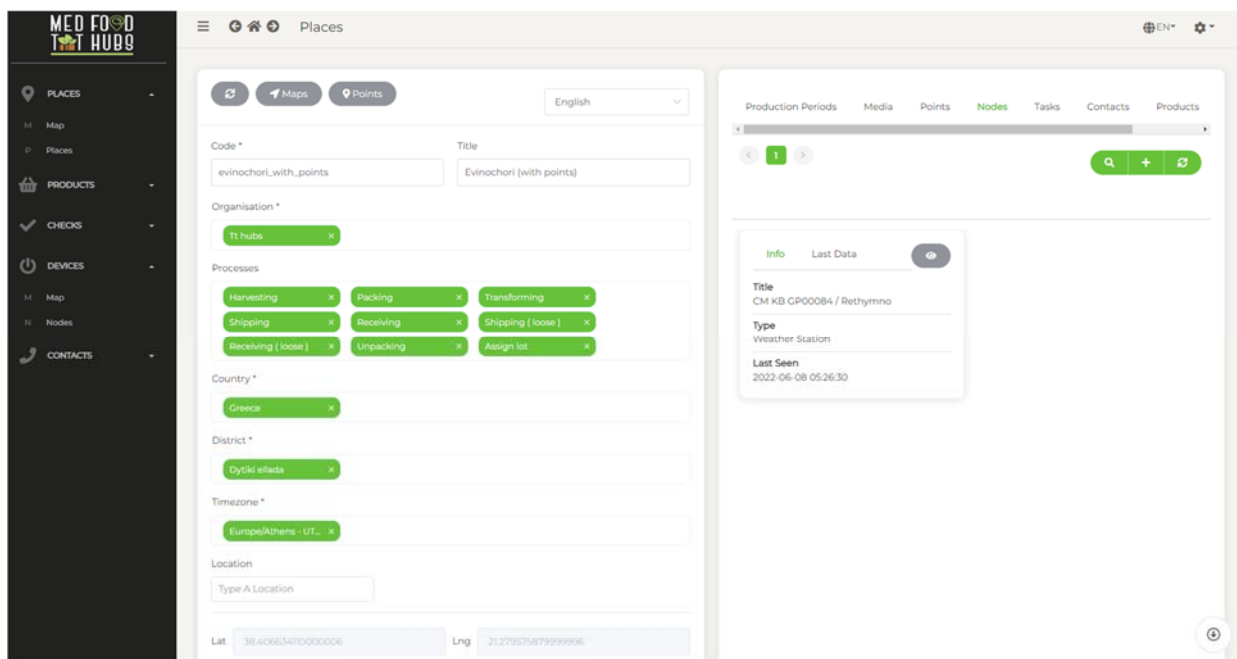 MED FOOD
TTT HUBS
Places
EN
PLACES
M Map
P Places
PRODUCTS
CHECKS
DEVICES
M Map
N Nodes
CONTACTS
Maps
Points
English
Code *
Title
evinochori_with_points
Evinochori (with points)
Organisation *
Tt hubs ×
Processes
Harvesting × Packing × Transforming ×
Shipping × Receiving × Shipping ( loose ) ×
Receiving ( loose ) × Unpacking × Assign lot ×
Country *
Greece ×
District *
Dytiki ellada ×
Timezone *
Europe/Athens - UT... ×
Location
Type A Location
Lat 38.406634110000006 Lng 21.279575879999996
Production Periods Media Points Nodes Tasks Contacts Products
1
Info Last Data
Title
CM KB GP00084 / Rethymno
Type
Weather Station
Last Seen
2022-06-08 05:26:30